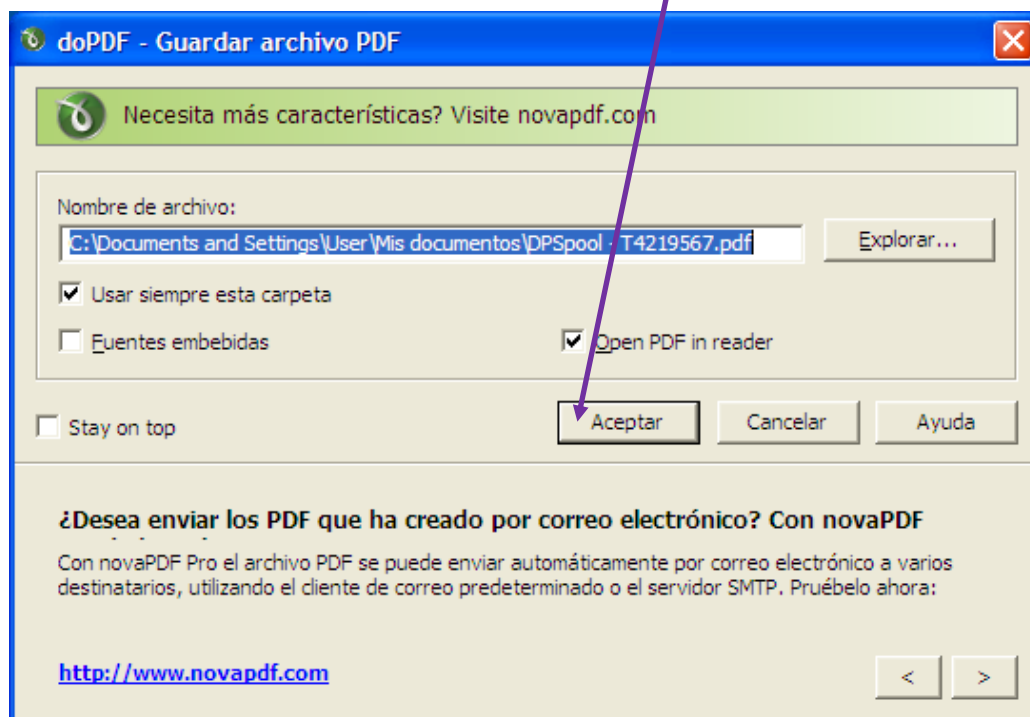 doPDF - Guardar archivo PDF
Necesita más características? Visite novapdf.com
Nombre de archivo:
C:\Documents and Settings\User\Mis documentos\DPSpool - T4219567.pdf
Explorar...
Usar siempre esta carpeta
Fuentes embebidas
Open PDF in reader
Stay on top
Aceptar
Cancelar
Ayuda
¿Desea enviar los PDF que ha creado por correo electrónico? Con novaPDF
Con novaPDF Pro el archivo PDF se puede enviar automáticamente por correo electrónico a varios
destinatarios, utilizando el cliente de correo predeterminado o el servidor SMTP. Pruébelo ahora:
http://www.novapdf.com
<
>